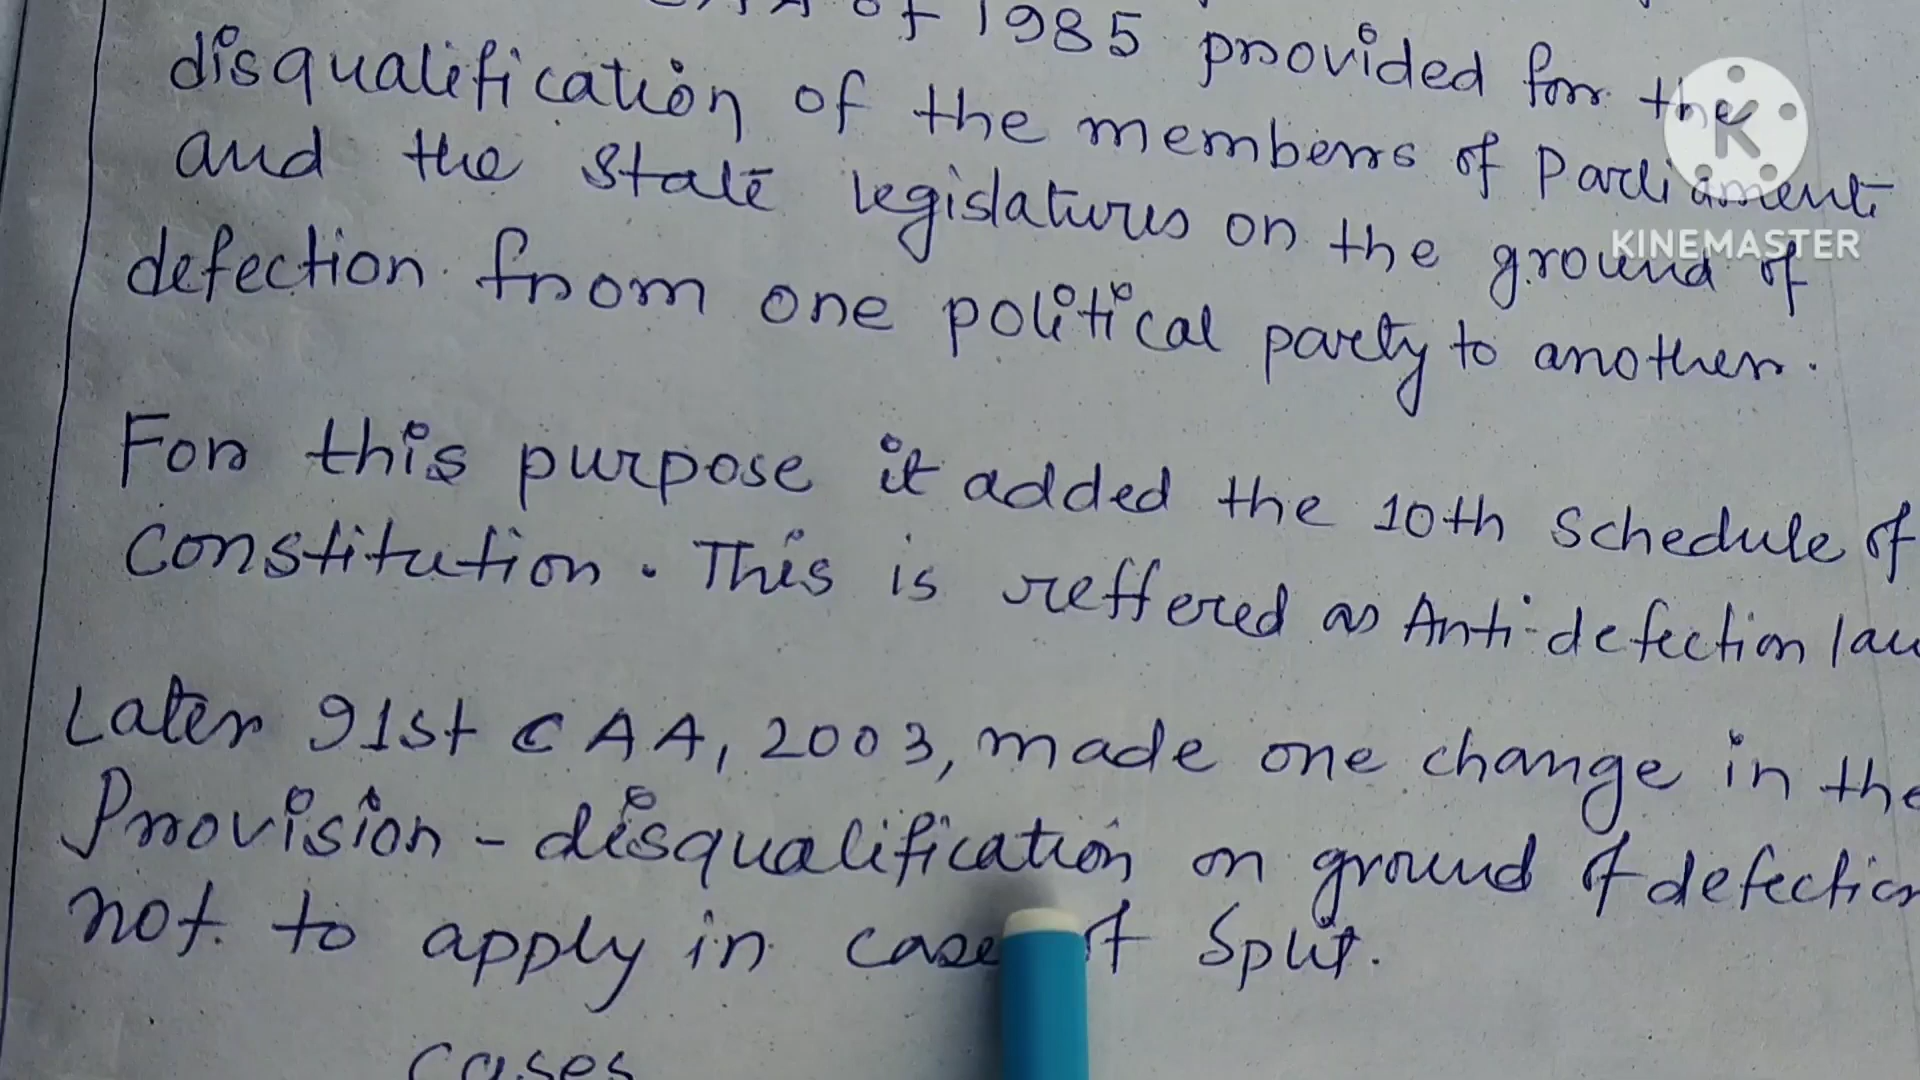 of 1985 provided for the
disqualification of the members of Parliament
and the State legislatures on the ground of
defection from one political party to another.
For this purpose it added the 10th Schedule of
Constitution. This is reffered as Anti-defection law
Later 91st CAA, 2003, made one change in the
Provision - disqualification on ground of defection
not to apply in case of Split.
cases
KINEMASTER